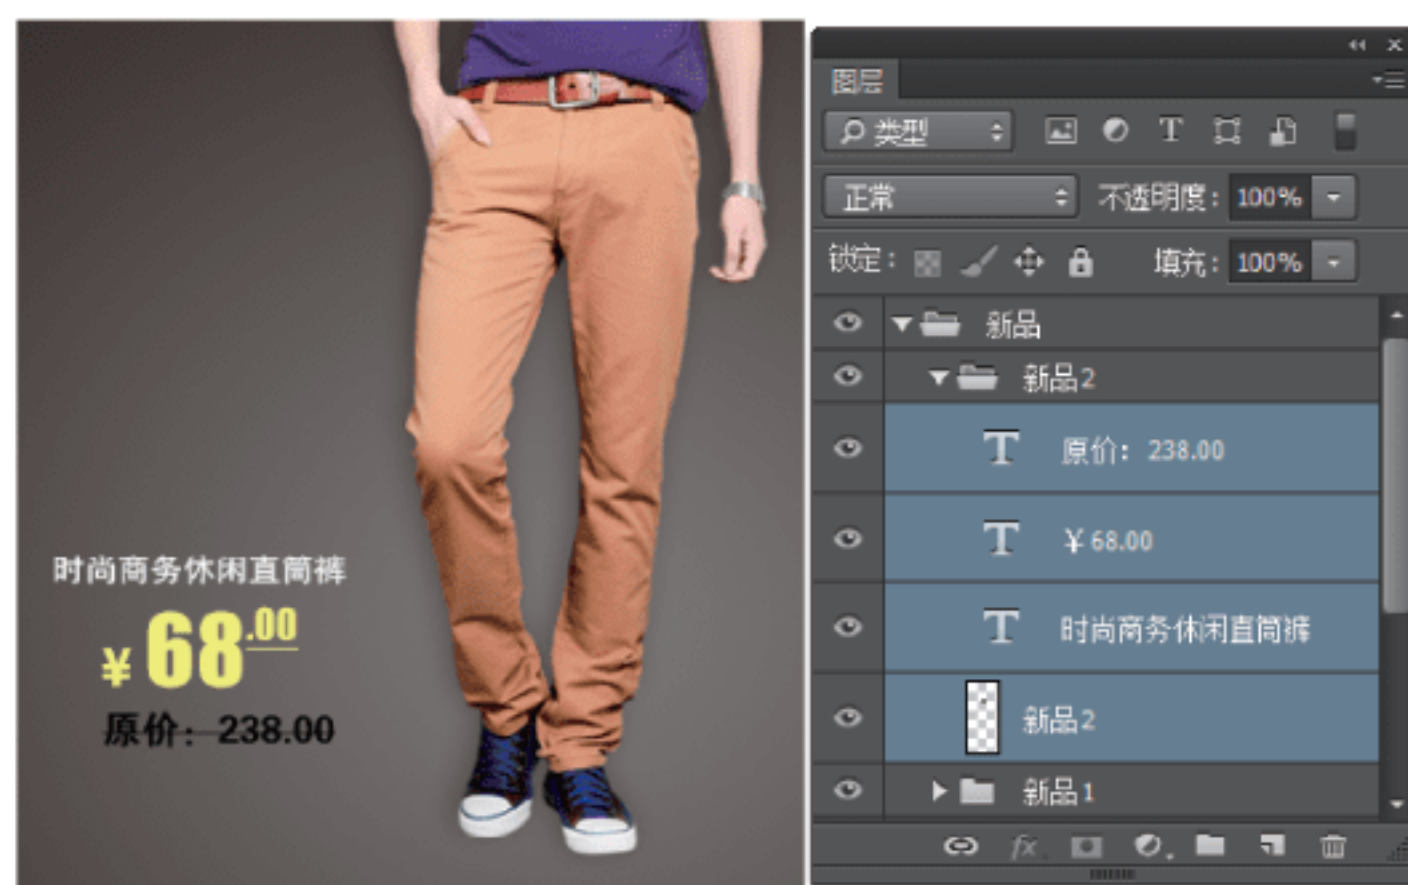 时尚商务休闲直筒裤
¥68.00
原价：238.00
图层
类型
T
正常
不透明度：100%
锁定：
填充：100%
新品
新品2
T 原价：238.00
T ¥68.00
T 时尚商务休闲直筒裤
新品2
新品1
fx.